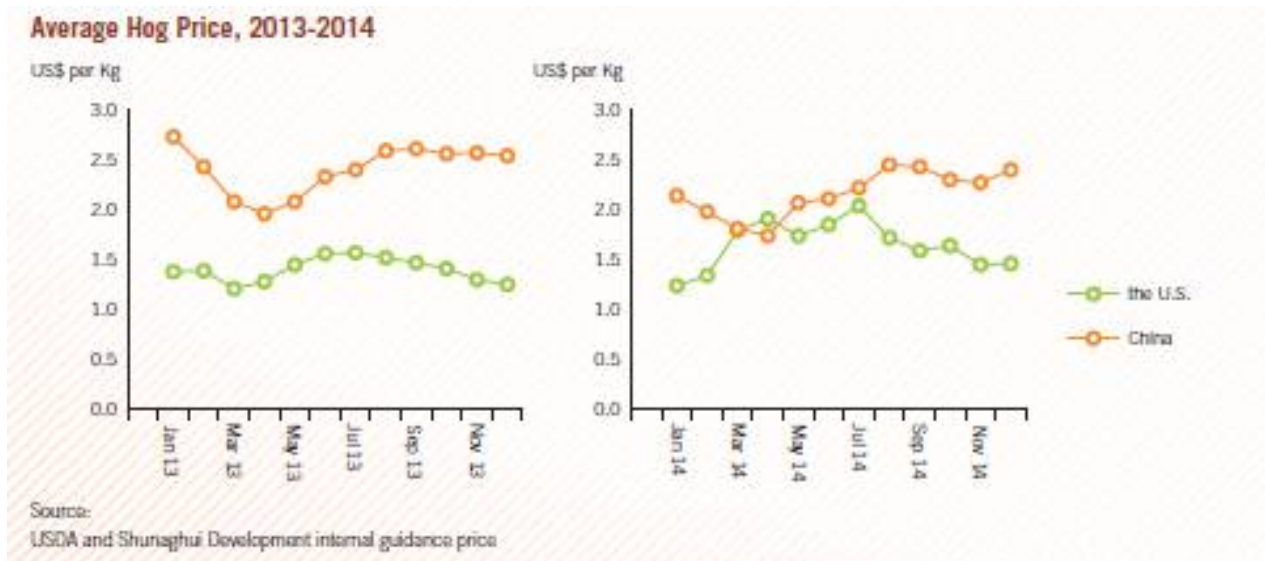 Average Hog Price, 2013-2014
US$ per Kg
3.0
2.5
2.0
1.5
1.0
0.5
0.0
Jan 13
Mar 13
May 13
Jul 13
Sep 13
Nov 13
US$ per Kg
3.0
2.5
2.0
1.5
1.0
0.5
0.0
Jan 14
Mar 14
May 14
Jul 14
Sep 14
Nov 14
the U.S.
China
Source:
USDA and Shunaghui Development internal guidance price